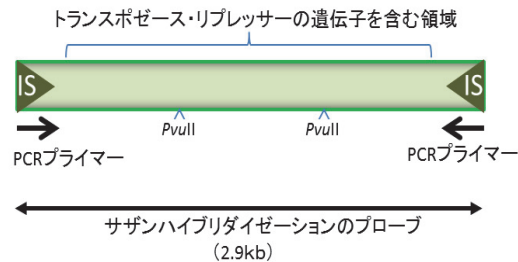 トランスポゼース・リプレッサーの遺伝子を含む領域
IS
IS
PvuII
PvuII
PCRプライマー
PCRプライマー
サザンハイブリダイゼーションのプローブ
（2.9kb）